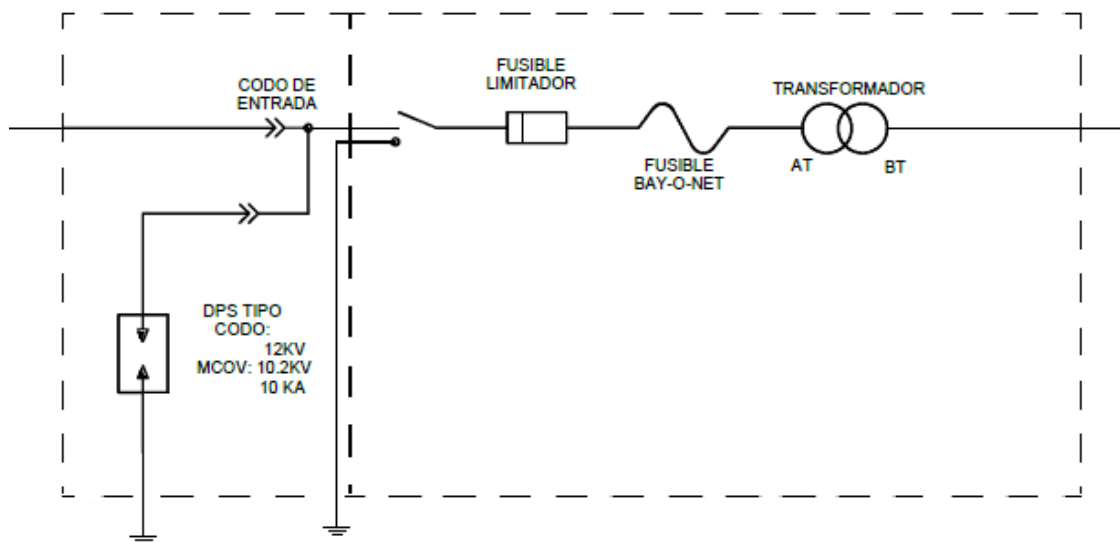 CODO DE
ENTRADA
FUSIBLE
LIMITADOR
FUSIBLE
BAY-O-NET
TRANSFORMADOR
AT
BT
DPS TIPO
CODO:
12KV
MCOV: 10.2KV
10 KA